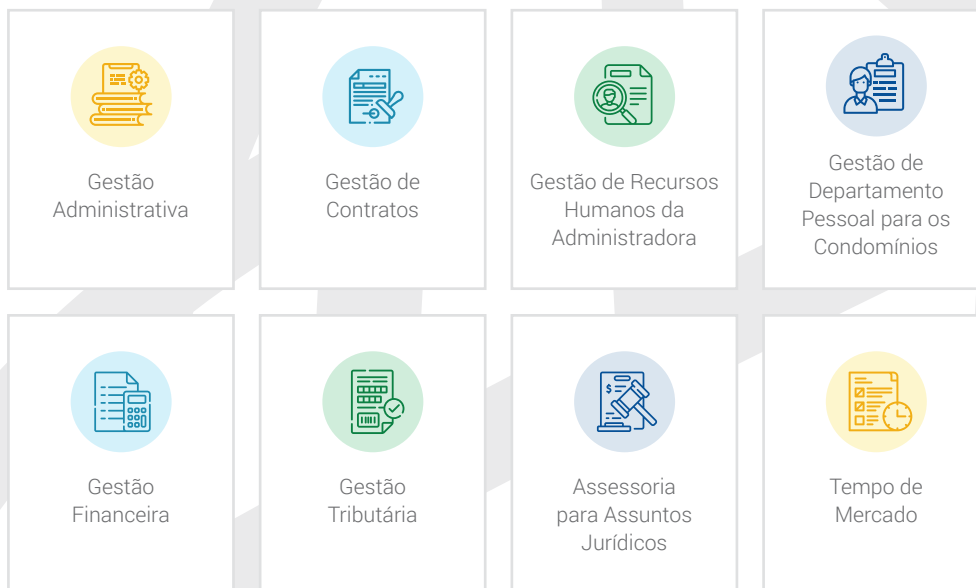 Gestão
Administrativa
Gestão de
Contratos
Gestão de Recursos
Humanos da
Administradora
Gestão de
Departamento
Pessoal para os
Condomínios
Gestão
Financeira
Gestão
Tributária
Assessoria
para Assuntos
Jurídicos
Tempo de
Mercado